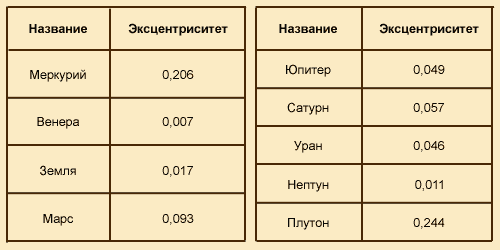 Название Эксцентриситет
Меркурий 0,206
Венера 0,007
Земля 0,017
Марс 0,093
Название Эксцентриситет
Юпитер 0,049
Сатурн 0,057
Уран 0,046
Нептун 0,011
Плутон 0,244